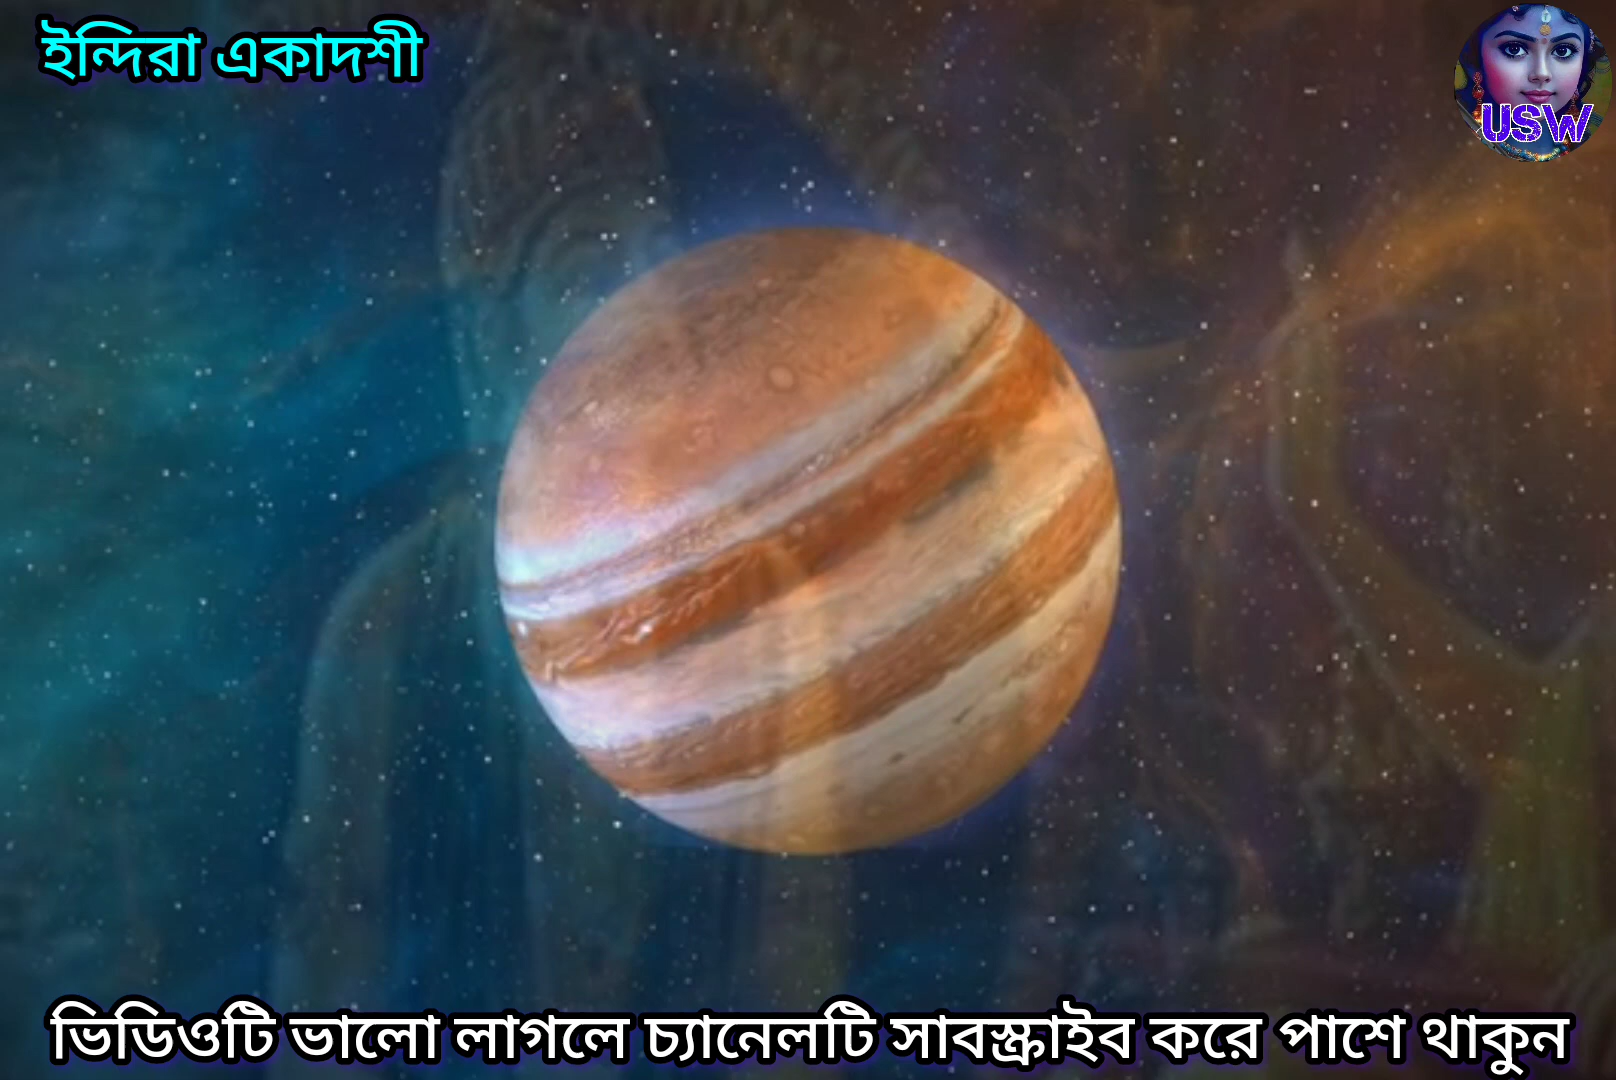 ইন্দিরা একাদশী
USW
ভিডিওটি ভালো লাগলে চ্যানেলটি সাবস্ক্রাইব করে পাশে থাকুন